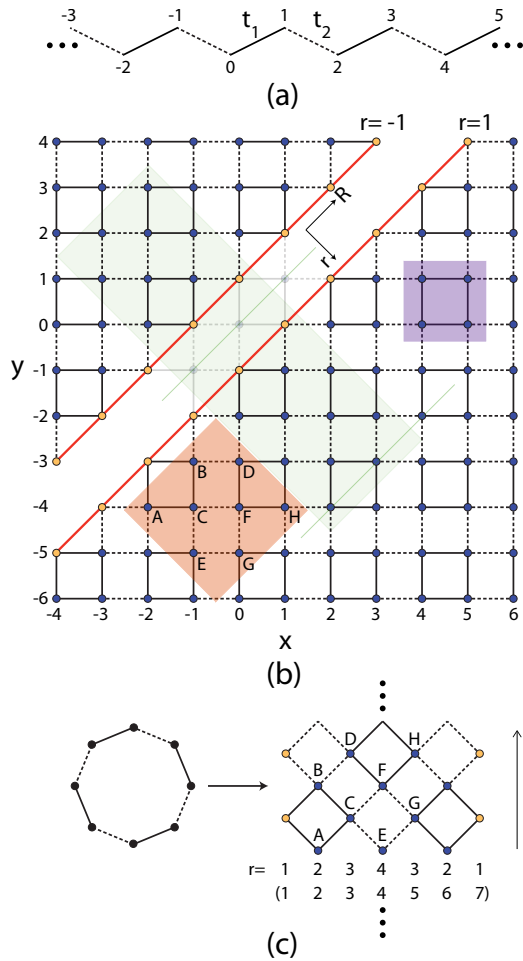 -3 -1 1 3 5
t1 t2
-2 0 2 4
(a)
r= -1 r=1
4
3
2
1
0
-1
-2
-3
-4
-5
-6
y
R
r
B D
A C F H
E G
-4 -3 -2 -1 0 1 2 3 4 5 6
x
(b)
D H
B F
C G
A E
r= 1 2 3 4 3 2 1
(1 2 3 4 5 6 7)
(c)